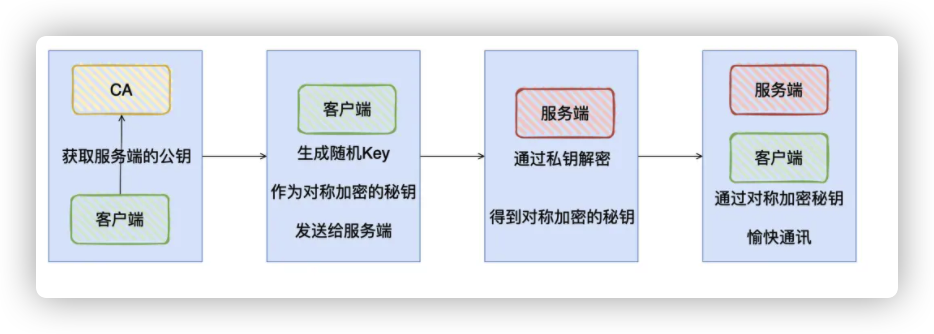 CA
获取服务端的公钥
客户端
客户端
生成随机Key
作为对称加密的秘钥
发送给服务端
服务端
通过私钥解密
得到对称加密的秘钥
服务端
客户端
通过对称加密秘钥
愉快通讯